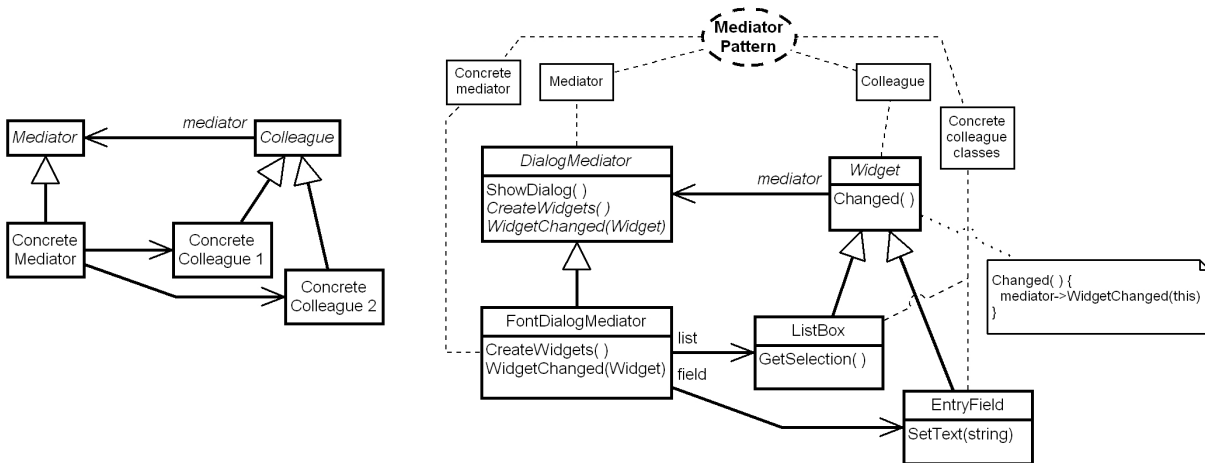 Mediator
mediator
Colleague
Concrete
Mediator
Concrete
Colleague 1
Concrete
Colleague 2
Mediator
Pattern
Concrete
mediator
Mediator
Colleague
Concrete
colleague
classes
DialogMediator
ShowDialog( )
CreateWidgets( )
WidgetChanged(Widget)
mediator
Widget
Changed( )
Changed( ) {
mediator->WidgetChanged(this)
}
FontDialogMediator
CreateWidgets( )
WidgetChanged(Widget)
list
field
ListBox
GetSelection( )
EntryField
SetText(string)